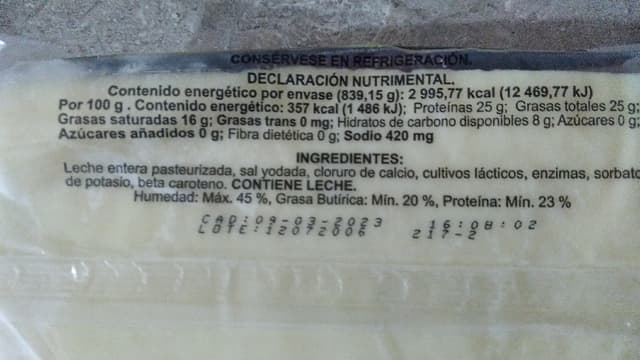 CONSÉRVESE EN REFRIGERACIÓN.
DECLARACIÓN NUTRIMENTAL.
Contenido energético por envase (839,15 g): 2 995,77 kcal (12 469,77 kJ)
Por 100 g . Contenido energético: 357 kcal (1 486 kJ); Proteínas 25 g; Grasas totales 25 g;
Grasas saturadas 16 g; Grasas trans 0 mg; Hidratos de carbono disponibles 8 g; Azúcares 0 g;
Azúcares añadidos 0 g; Fibra dietética 0 g; Sodio 420 mg
INGREDIENTES:
Leche entera pasteurizada, sal yodada, cloruro de calcio, cultivos lácticos, enzimas, sorbato
de potasio, beta caroteno. CONTIENE LECHE.
Humedad: Máx. 45 %, Grasa Butírica: Mín. 20 %, Proteína: Mín. 23 %
CAD:09-03-2023 16:08:02
LOTE:12072006 217-2